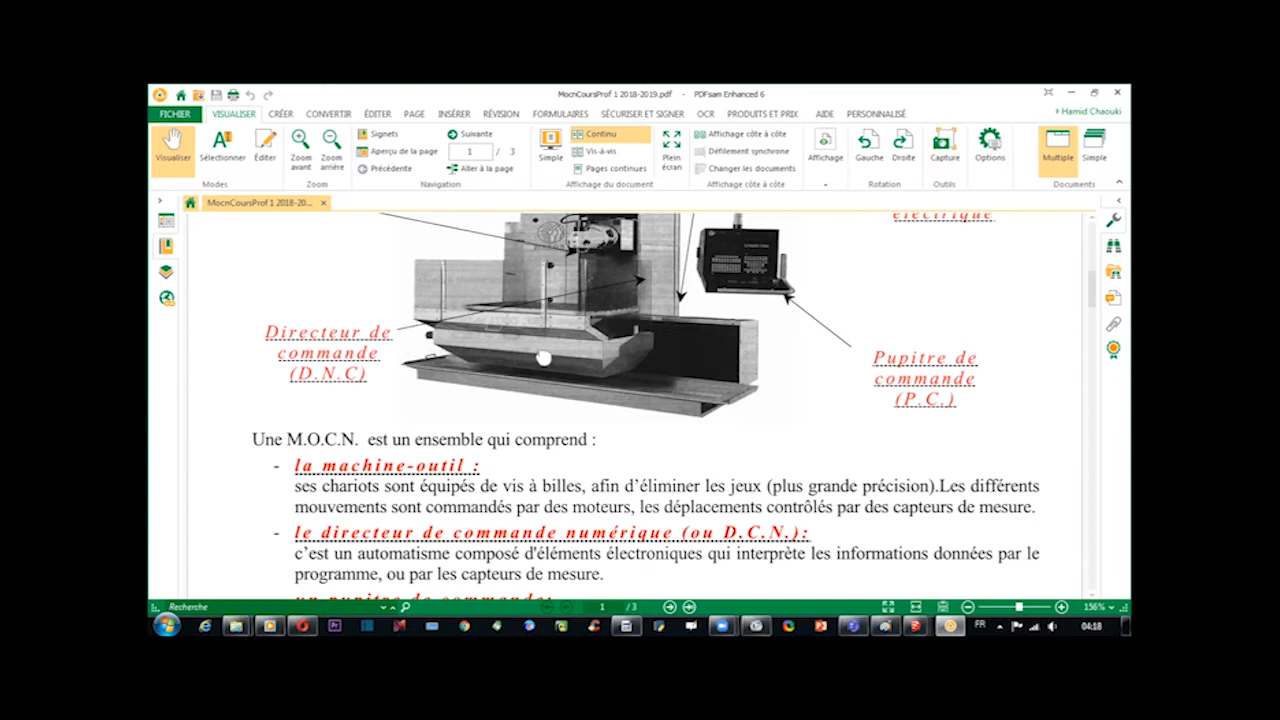 MocnCoursProf 1 2018-2019.pdf - PDFsam Enhanced 6
FICHIER VISUALISER CRÉER CONVERTIR ÉDITER PAGE INSÉRER RÉVISION FORMULAIRES SÉCURISER ET SIGNER OCR PRODUITS ET PRIX AIDE PERSONNALISÉ Hamid Chaouki
Visualiser Sélectionner Éditer
Modes
Zoom avant Zoom arrière
Zoom
Signets
Aperçu de la page
Précédente
Suivante
1 / 3
Aller à la page
Navigation
Simple
Continu
Vis-à-vis
Pages continues
Plein écran
Affichage du document
Affichage côte à côte
Défilement synchrone
Changer les documents
Affichage côte à côte
Affichage
Gauche Droite
Rotation
Capture
Outils
Options
Multiple Simple
Documents
MocnCoursProf 1 2018-20...
électrique
Directeur de
commande
(D.N.C)
Pupitre de
commande
(P.C.)
Une M.O.C.N. est un ensemble qui comprend :
- la machine-outil :
ses chariots sont équipés de vis à billes, afin d’éliminer les jeux (plus grande précision).Les différents
mouvements sont commandés par des moteurs, les déplacements contrôlés par des capteurs de mesure.
- le directeur de commande numérique (ou D.C.N.):
c’est un automatisme composé d'éléments électroniques qui interprète les informations données par le
programme, ou par les capteurs de mesure.
un pupitre de commande:
Recherche 1 / 3 156%
FR 04:18